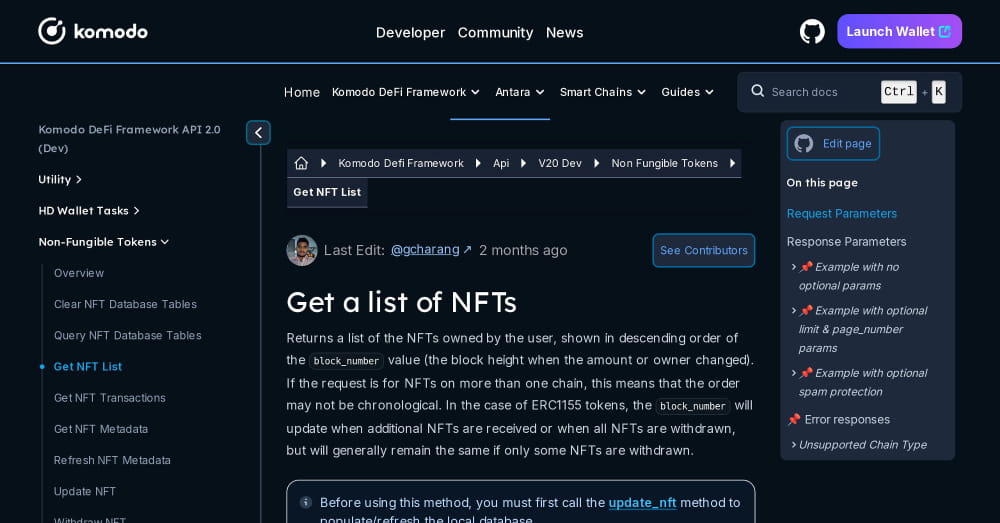 komodo
Developer Community News
Launch Wallet
Home Komodo DeFi Framework Antara Smart Chains Guides
Search docs Ctrl + K
Komodo DeFi Framework API 2.0
(Dev)
Utility
HD Wallet Tasks
Non-Fungible Tokens
Overview
Clear NFT Database Tables
Query NFT Database Tables
Get NFT List
Get NFT Transactions
Get NFT Metadata
Refresh NFT Metadata
Update NFT
Withdraw NFT
Komodo Defi Framework Api V20 Dev Non Fungible Tokens
Get NFT List
Last Edit: @gcharang ↗ 2 months ago
See Contributors
Get a list of NFTs
Returns a list of the NFTs owned by the user, shown in descending order of
the block_number value (the block height when the amount or owner changed).
If the request is for NFTs on more than one chain, this means that the order
may not be chronological. In the case of ERC1155 tokens, the block_number will
update when additional NFTs are received or when all NFTs are withdrawn,
but will generally remain the same if only some NFTs are withdrawn.
Before using this method, you must first call the update_nft method to
populate/refresh the local database.
Edit page
On this page
Request Parameters
Response Parameters
📌 Example with no
optional params
📌 Example with optional
limit & page_number
params
📌 Example with optional
spam protection
📌 Error responses
Unsupported Chain Type